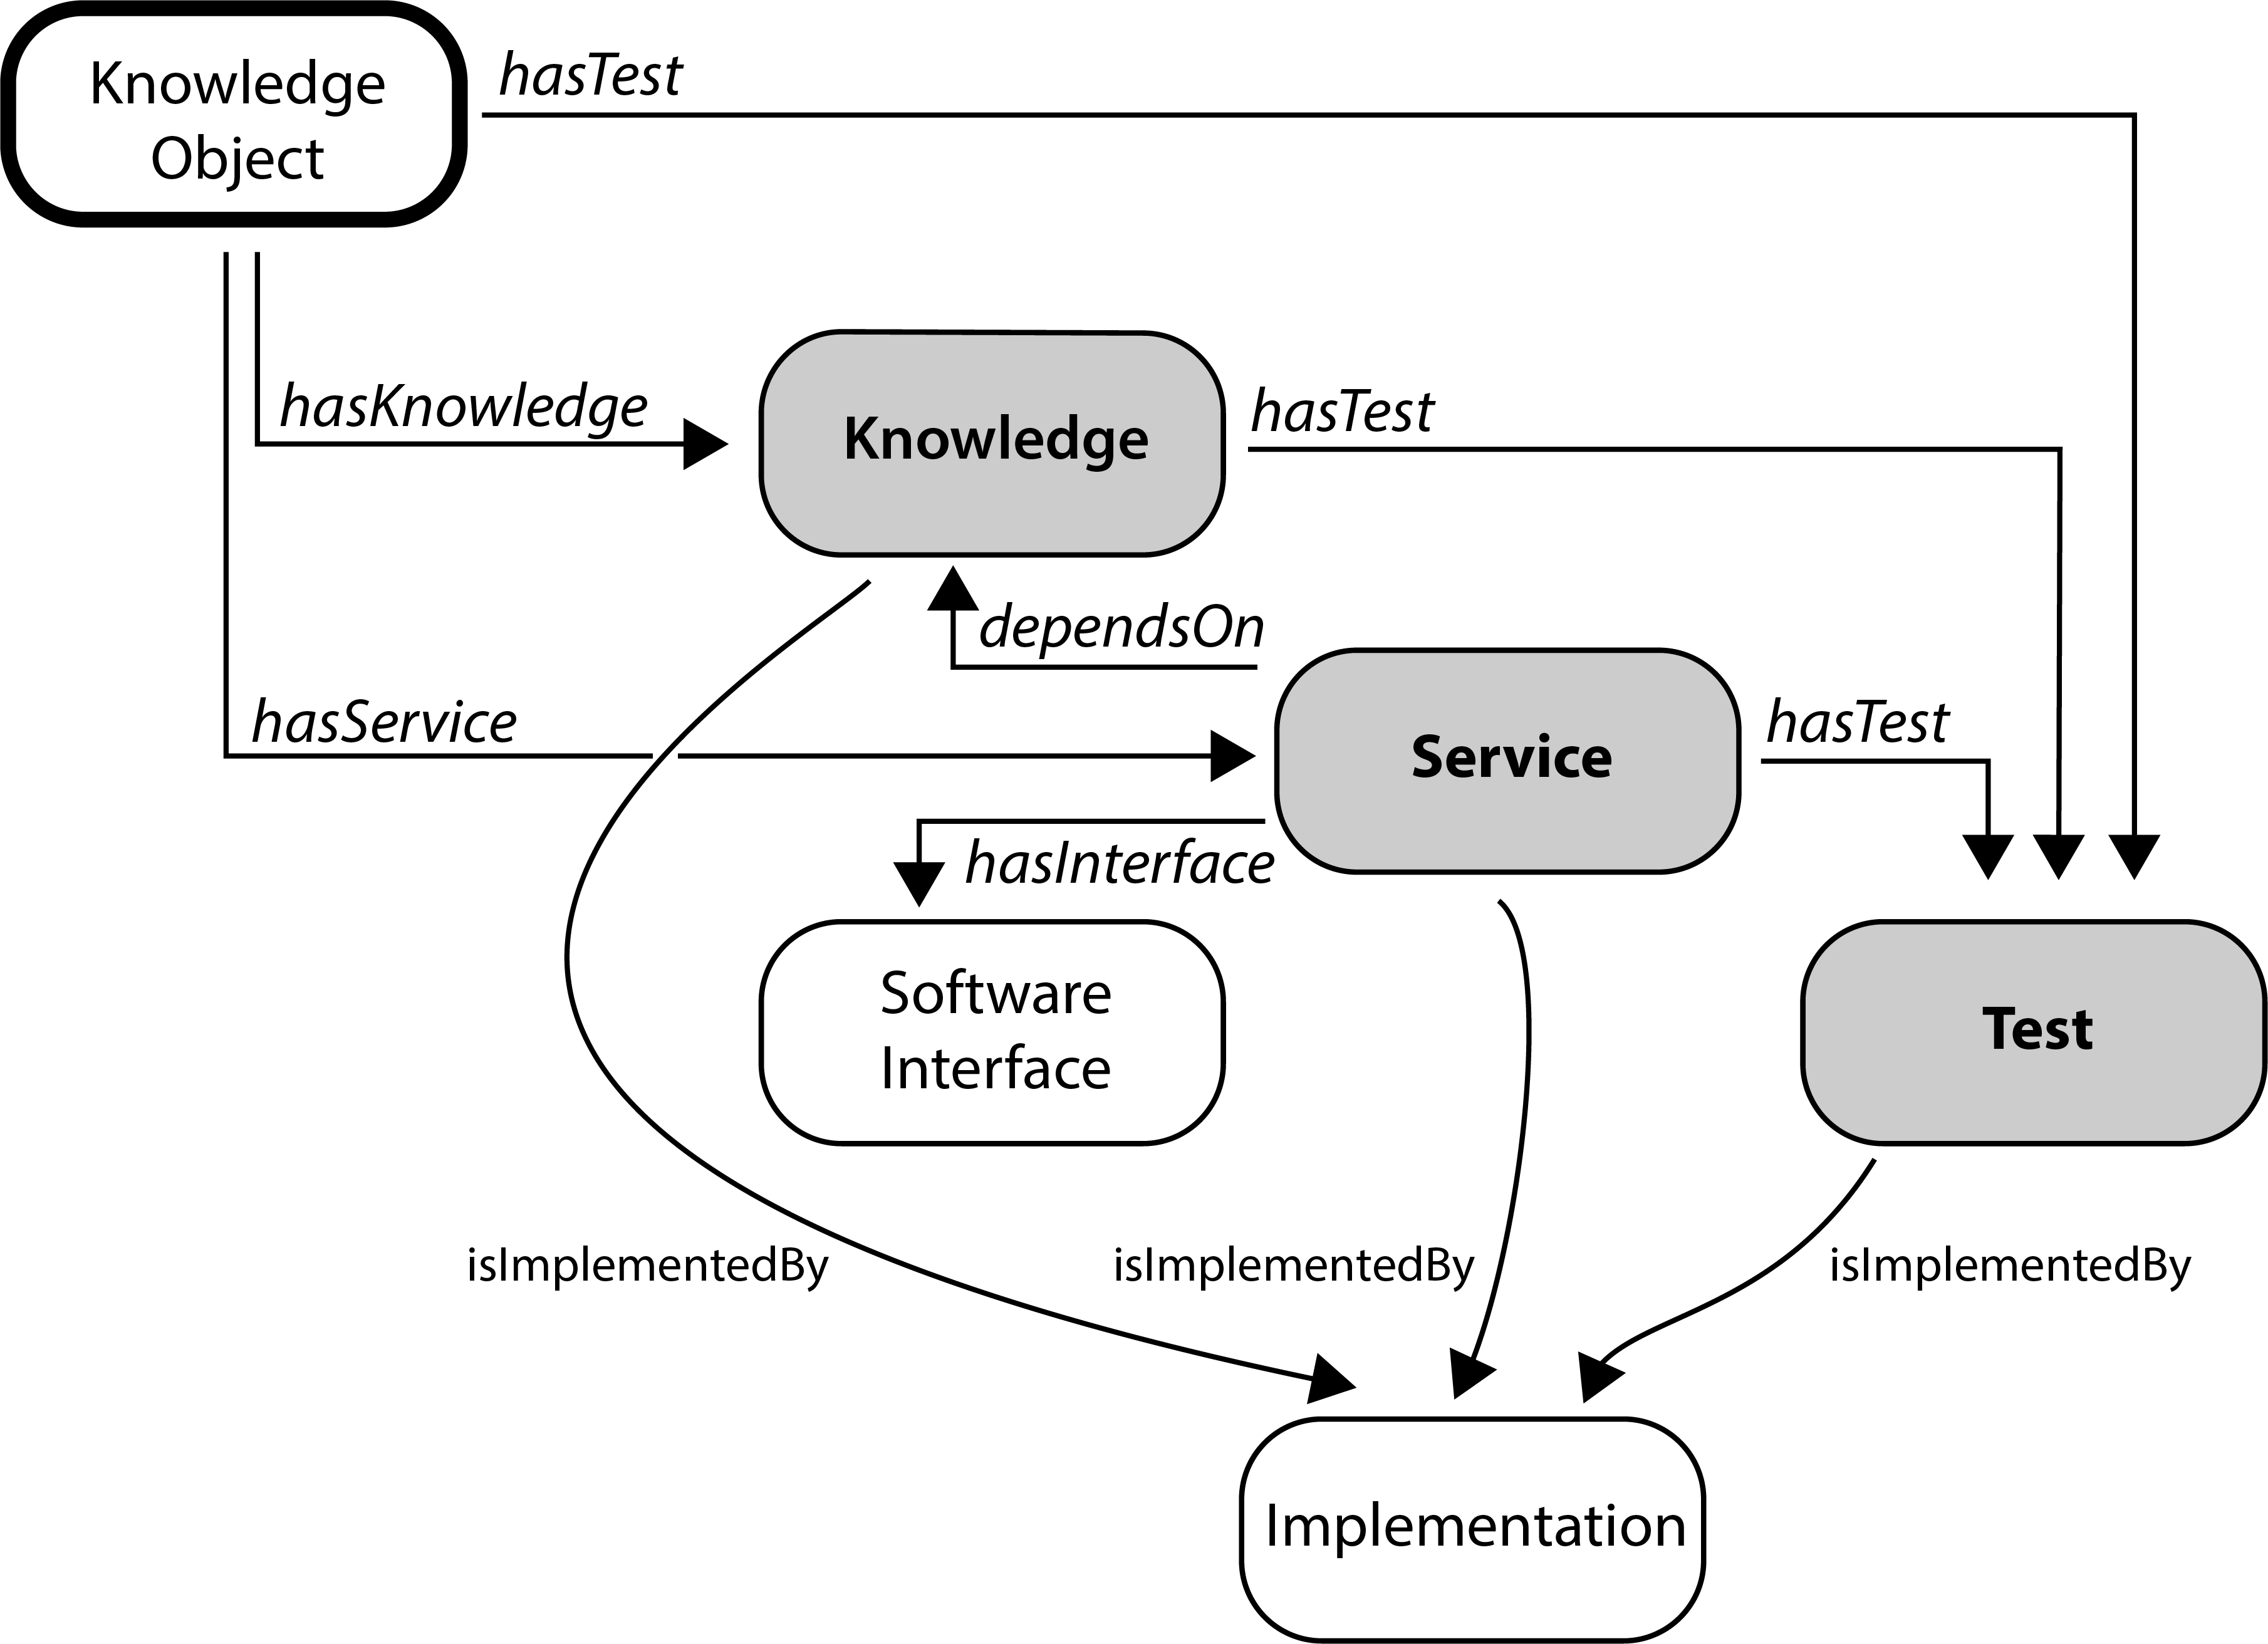 Knowledge
Object
hasTest
hasKnowledge
Knowledge
hasTest
dependsOn
hasService
Service
hasTest
hasInterface
Software
Interface
Test
isImplementedBy
isImplementedBy
isImplementedBy
Implementation